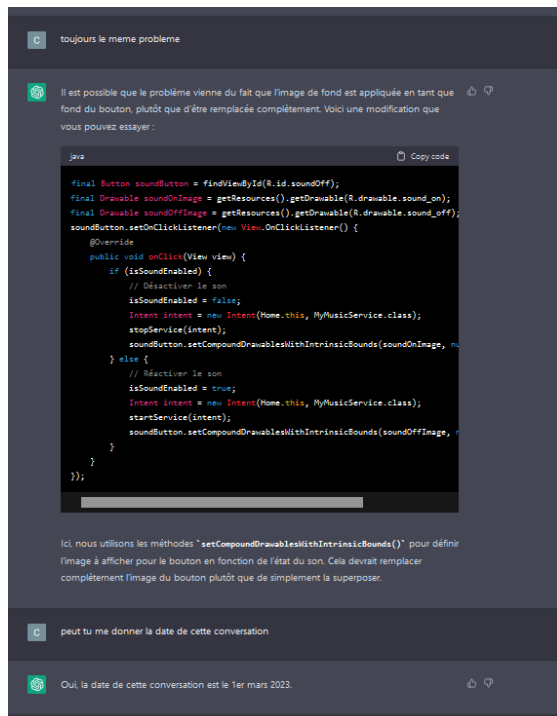 C
toujours le meme probleme
Il est possible que le problème vienne du fait que l'image de fond est appliquée en tant que
fond du bouton, plutôt que d'être remplacée complètement. Voici une modification que
vous pouvez essayer :
java
Copy code
final Button soundButton = findViewById(R.id.soundOff);
final Drawable soundOnImage = getResources().getDrawable(R.drawable.sound_on);
final Drawable soundOffImage = getResources().getDrawable(R.drawable.sound_off);
soundButton.setOnClickListener(new View.OnClickListener() {
@Override
public void onClick(View view) {
if (isSoundEnabled) {
// Désactiver le son
isSoundEnabled = false;
Intent intent = new Intent(Home.this, MyMusicService.class);
stopService(intent);
soundButton.setCompoundDrawablesWithIntrinsicBounds(soundOnImage,
} else {
// Réactiver le son
isSoundEnabled = true;
Intent intent = new Intent(Home.this, MyMusicService.class);
startService(intent);
soundButton.setCompoundDrawablesWithIntrinsicBounds(soundOffImage,
}
}
});
Ici, nous utilisons les méthodes `setCompoundDrawablesWithIntrinsicBounds()` pour définir
l'image à afficher pour le bouton en fonction de l'état du son. Cela devrait remplacer
complètement l'image du bouton plutôt que de simplement la superposer.
C
peut tu me donner la date de cette conversation
Oui, la date de cette conversation est le 1er mars 2023.